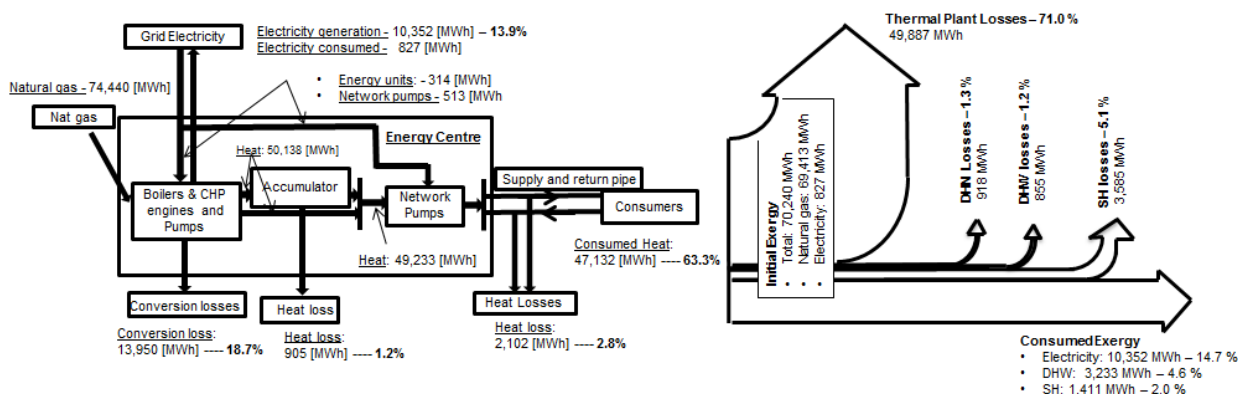 Grid Electricity
Electricity generation - 10,352 [MWh] – 13.9%
Electricity consumed - 827 [MWh]
• Energy units: - 314 [MWh]
• Network pumps - 513 [MWh
Natural gas - 74,440 [MWh]
Nat gas
Energy Centre
Heat: 50,138 [MWh]
Boilers & CHP
engines and
Pumps
Accumulator
Network
Pumps
Supply and return pipe
Consumers
Heat: 49,233 [MWh]
Consumed Heat:
47,132 [MWh] ---- 63.3%
Conversion losses
Heat loss
Heat Losses
Conversion loss:
13,950 [MWh] ---- 18.7%
Heat loss:
905 [MWh] ---- 1.2%
Heat loss:
2,102 [MWh] ---- 2.8%
Thermal Plant Losses – 71.0 %
49,887 MWh
Initial Exergy
• Total: 70,240 MWh
• Natural gas: 69,413 MWh
• Electricity: 827 MWh
DHN Losses – 1.3 %
918 MWh
DHW losses – 1.2 %
855 MWh
SH losses – 5.1 %
3,585 MWh
Consumed Exergy
• Electricity: 10,352 MWh – 14.7 %
• DHW: 3,233 MWh – 4.6 %
• SH: 1,411 MWh – 2.0 %